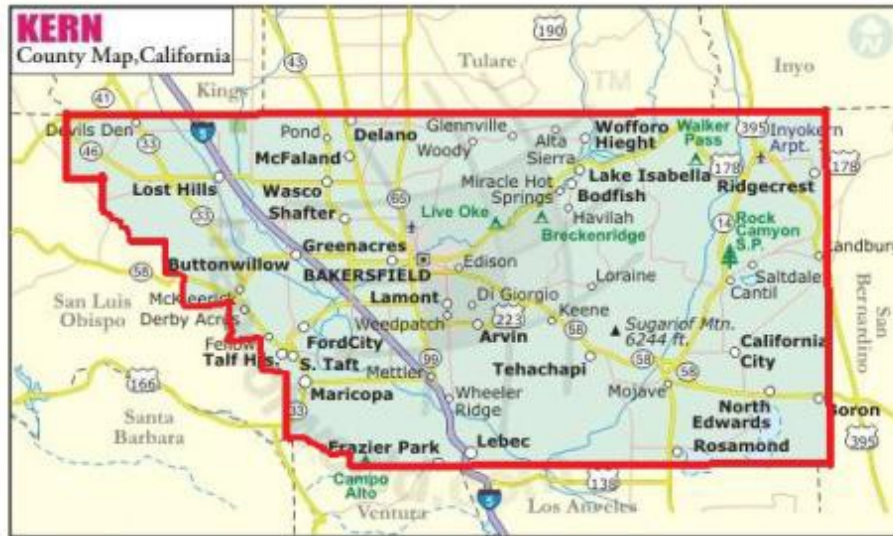 KERN
County Map,California
190
43
Tulare
Inyo
Kings
41
5
Devils Den
46
33
Pond
Delano
Glennville
Woody
Alta
Sierra
Wofforo
Hieght
Walker
Pass
395
Inyokern
Arpt.
McFaland
178
178
Lost Hills
Wasco
Shafter
65
Miracle Hot
Springs
Lake Isabella
Bodfish
Ridgecrest
33
Live Oke
Havilah
Breckenridge
14
Rock
Camyon
S.P.
Greenacres
Buttonwillow
BAKERSFIELD
Edison
58
Loraine
Saltdale
Cantil
San Luis
Obispo
Derby Acres
Lamont
Di Giorgio
223
Weedpatch
Keene
58
Sugariof Mtn.
6244 ft.
San
Bernardino
FordCity
Arvin
California
City
Talf His.
S. Taft
99
Tehachapi
58
58
166
Mettler
Mojave
Maricopa
Wheeler
Ridge
North
Edwards
33
Santa
Barbara
Boron
395
Frazier Park
Lebec
Rosamond
Campo
Alto
138
5
Ventura
Los Angeles